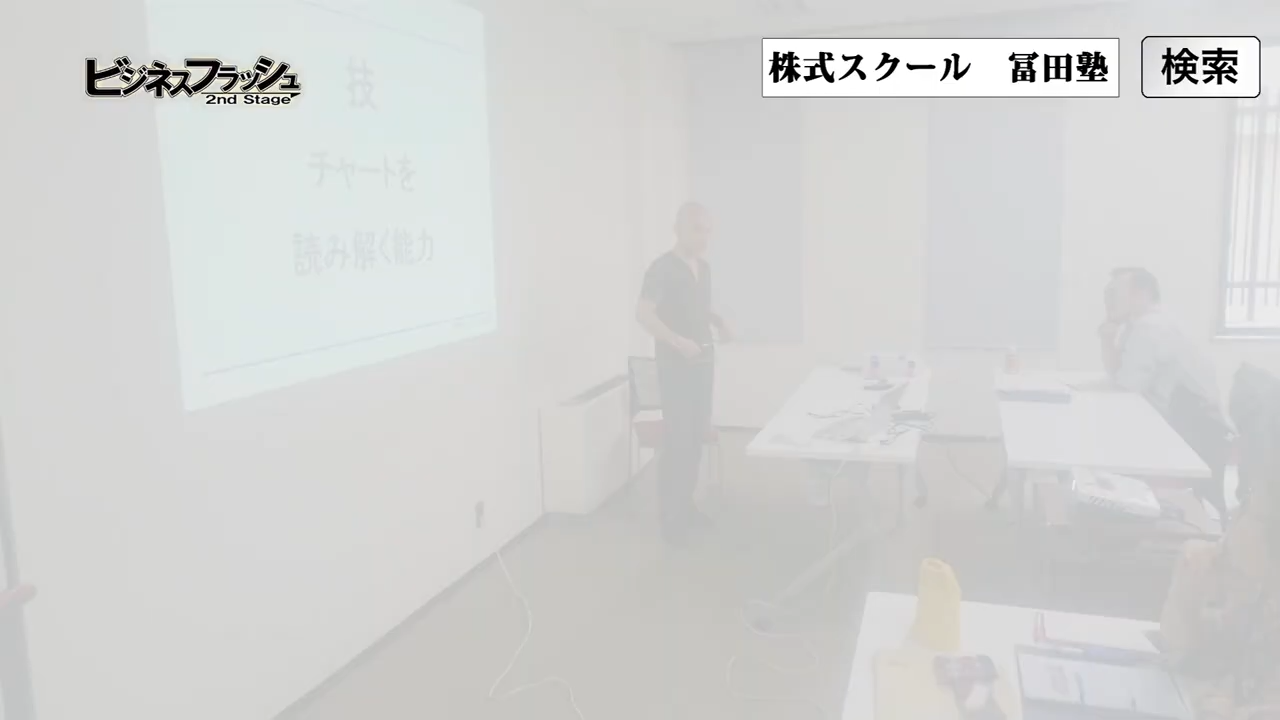 ビジネスフラッシュ
2nd Stage
株式スクール　冨田塾
検索
技
チャートを
読み解く能力